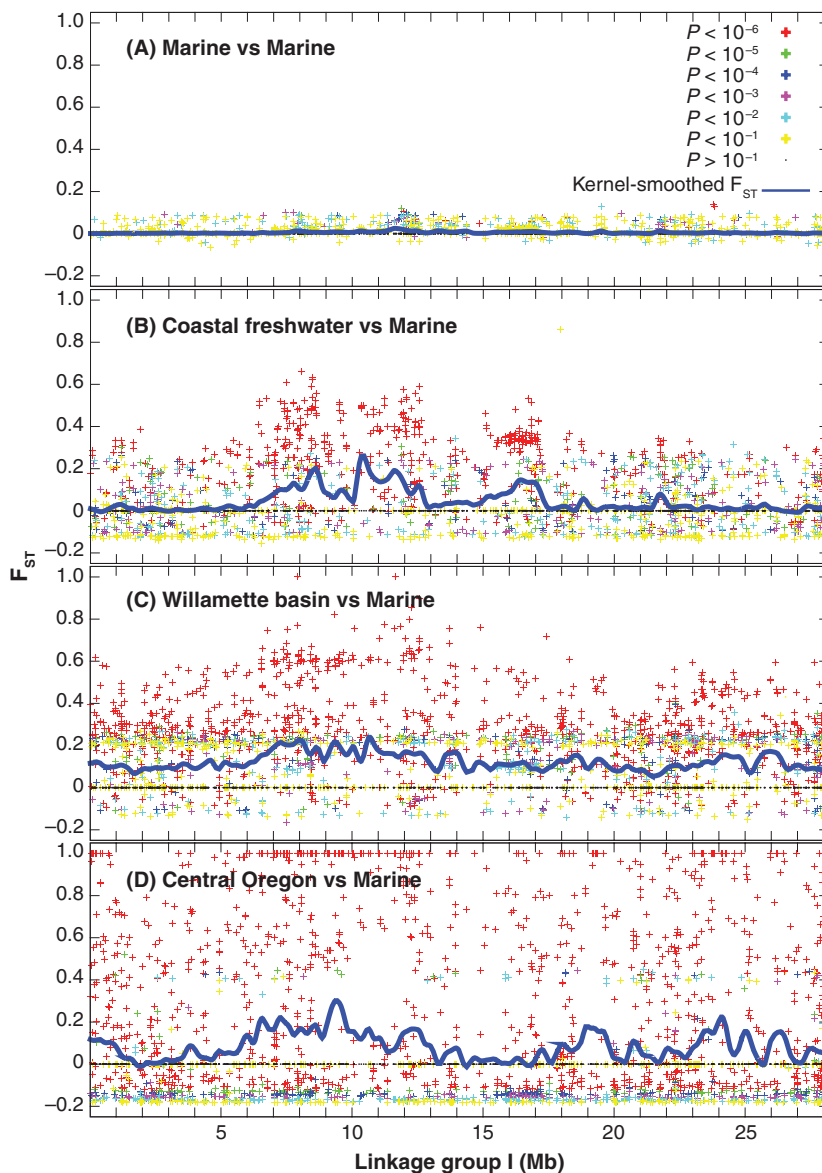 1.0
0.8
0.6
0.4
0.2
0
–0.2
(A) Marine vs Marine
P < 10–6
P < 10–5
P < 10–4
P < 10–3
P < 10–2
P < 10–1
P > 10–1
Kernel-smoothed FST
1.0
0.8
0.6
0.4
0.2
0
–0.2
(B) Coastal freshwater vs Marine
FST
1.0
0.8
0.6
0.4
0.2
0
–0.2
(C) Willamette basin vs Marine
1.0
0.8
0.6
0.4
0.2
0
–0.2
(D) Central Oregon vs Marine
5 10 15 20 25
Linkage group I (Mb)